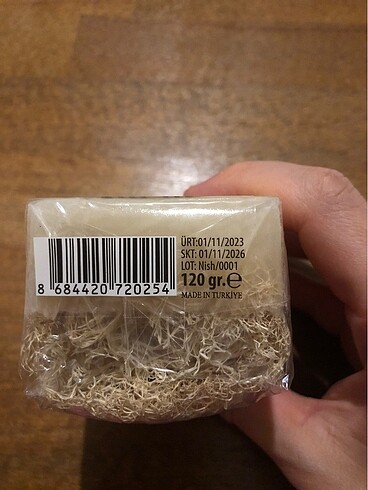 ÜRT:01/11/2023
SKT: 01/11/2026
LOT: Nish/0001
120 gr.℮
MADE IN TURKİYE
8 684420 720254